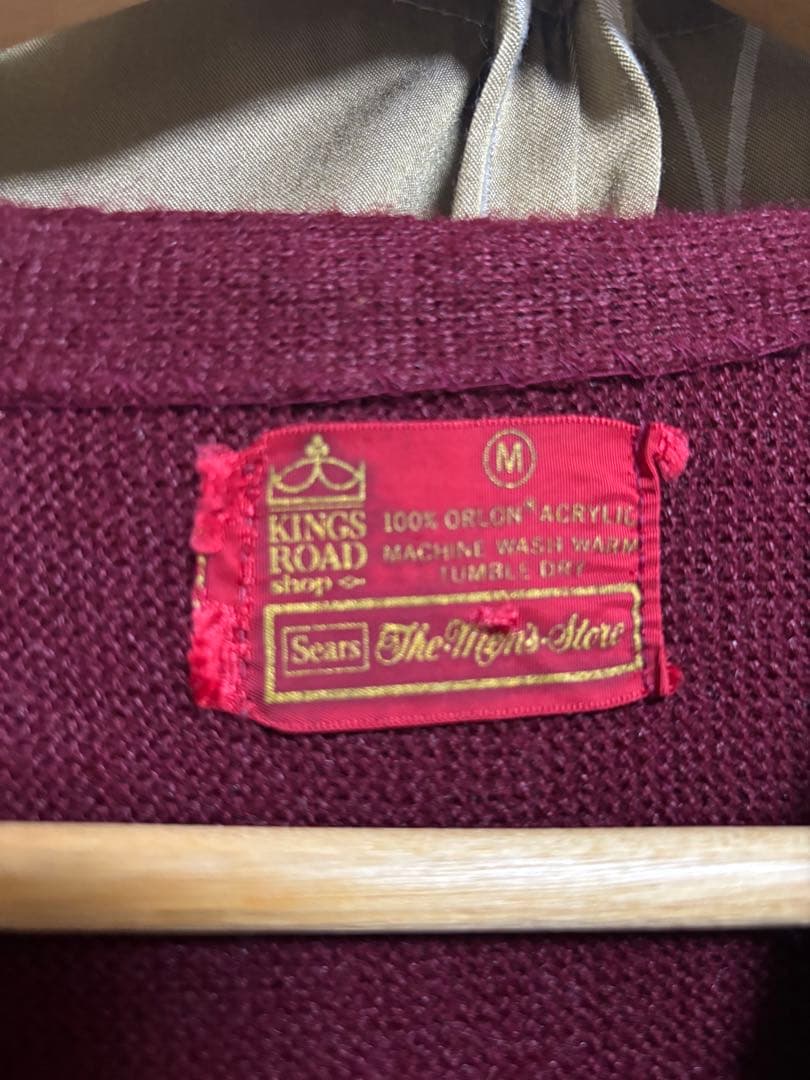 M
KINGS
ROAD
shop
100% ORLON® ACRYLIC
MACHINE WASH WARM
TUMBLE DRY
Sears The·Men's·Store